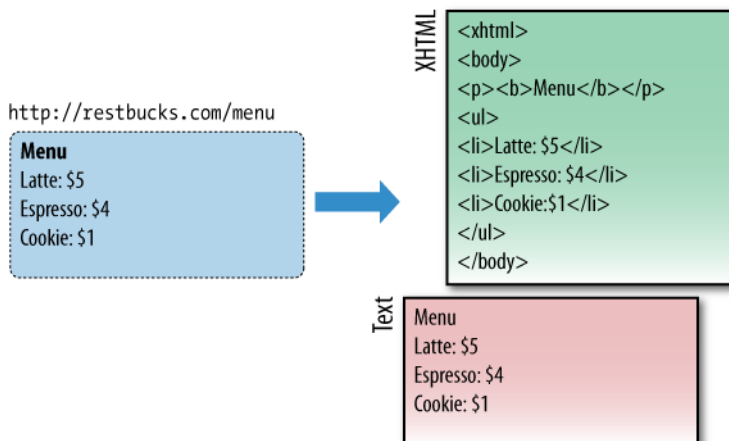 http://restbucks.com/menu
Menu
Latte: $5
Espresso: $4
Cookie: $1
XHTML
<xhtml>
<body>
<p><b>Menu</b></p>
<ul>
<li>Latte: $5</li>
<li>Espresso: $4</li>
<li>Cookie:$1</li>
</ul>
</body>
Text
Menu
Latte: $5
Espresso: $4
Cookie: $1